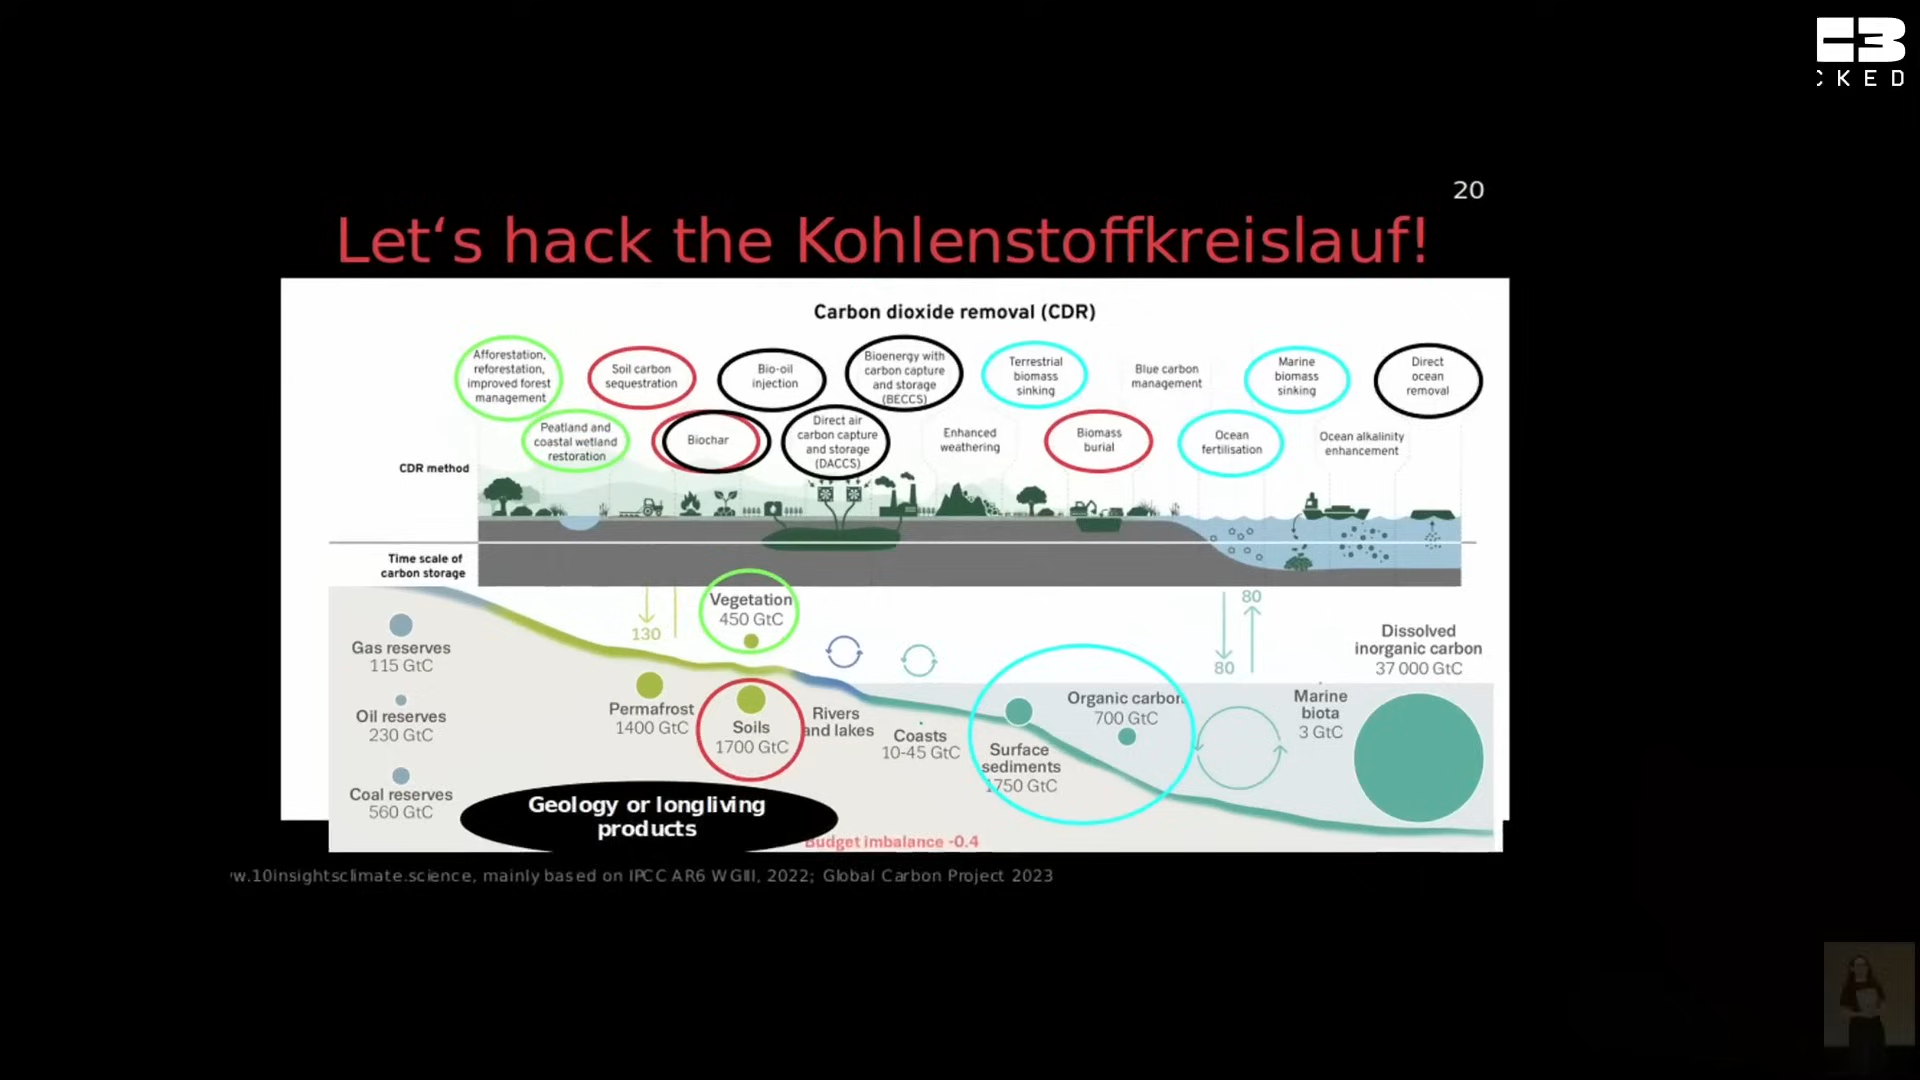 CKED
20
Let‘s hack the Kohlenstoffkreislauf!
Carbon dioxide removal (CDR)
Afforestation,
reforestation,
improved forest
management
Soil carbon
sequestration
Bio-oil
injection
Bioenergy with
carbon capture
and storage
(BECCS)
Terrestrial
biomass
sinking
Blue carbon
management
Marine
biomass
sinking
Direct
ocean
removal
Peatland and
coastal wetland
restoration
Biochar
Direct air
carbon capture
and storage
(DACCS)
Enhanced
weathering
Biomass
burial
Ocean
fertilisation
Ocean alkalinity
enhancement
CDR method
Time scale of
carbon storage
Gas reserves
115 GtC
Oil reserves
230 GtC
Coal reserves
560 GtC
130
Vegetation
450 GtC
Permafrost
1400 GtC
Soils
1700 GtC
Rivers
and lakes
Coasts
10-45 GtC
Surface
sediments
1750 GtC
Organic carbon
700 GtC
80
80
Marine
biota
3 GtC
Dissolved
inorganic carbon
37 000 GtC
Geology or longliving
products
Budget imbalance -0.4
w.10insightsclimate.science, mainly based on IPCC AR6 WGIII, 2022; Global Carbon Project 2023